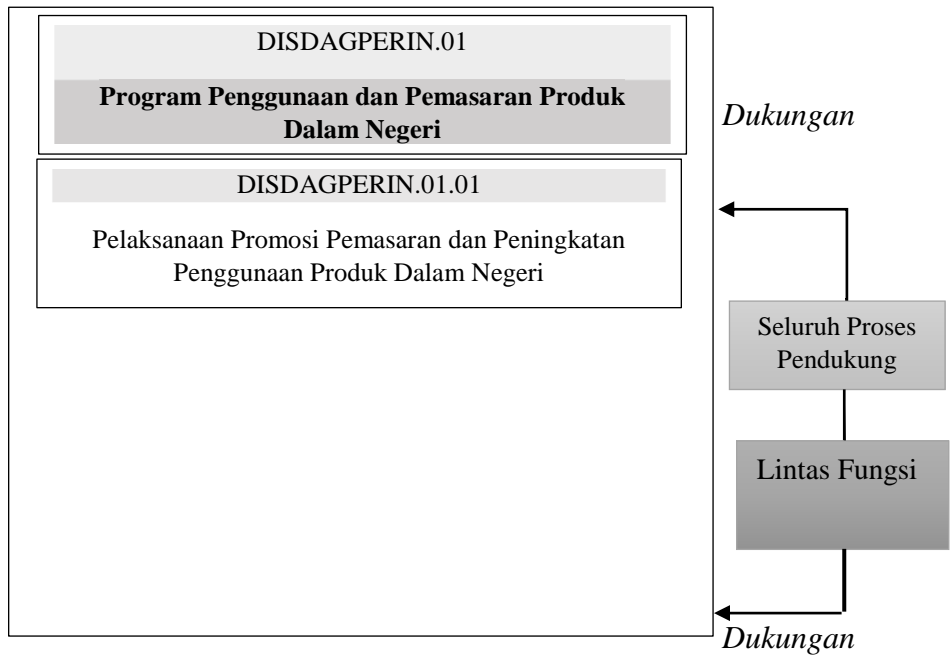 DISDAGPERIN.01
Program Penggunaan dan Pemasaran Produk
Dalam Negeri
Dukungan
DISDAGPERIN.01.01
Pelaksanaan Promosi Pemasaran dan Peningkatan
Penggunaan Produk Dalam Negeri
Seluruh Proses
Pendukung
Lintas Fungsi
Dukungan